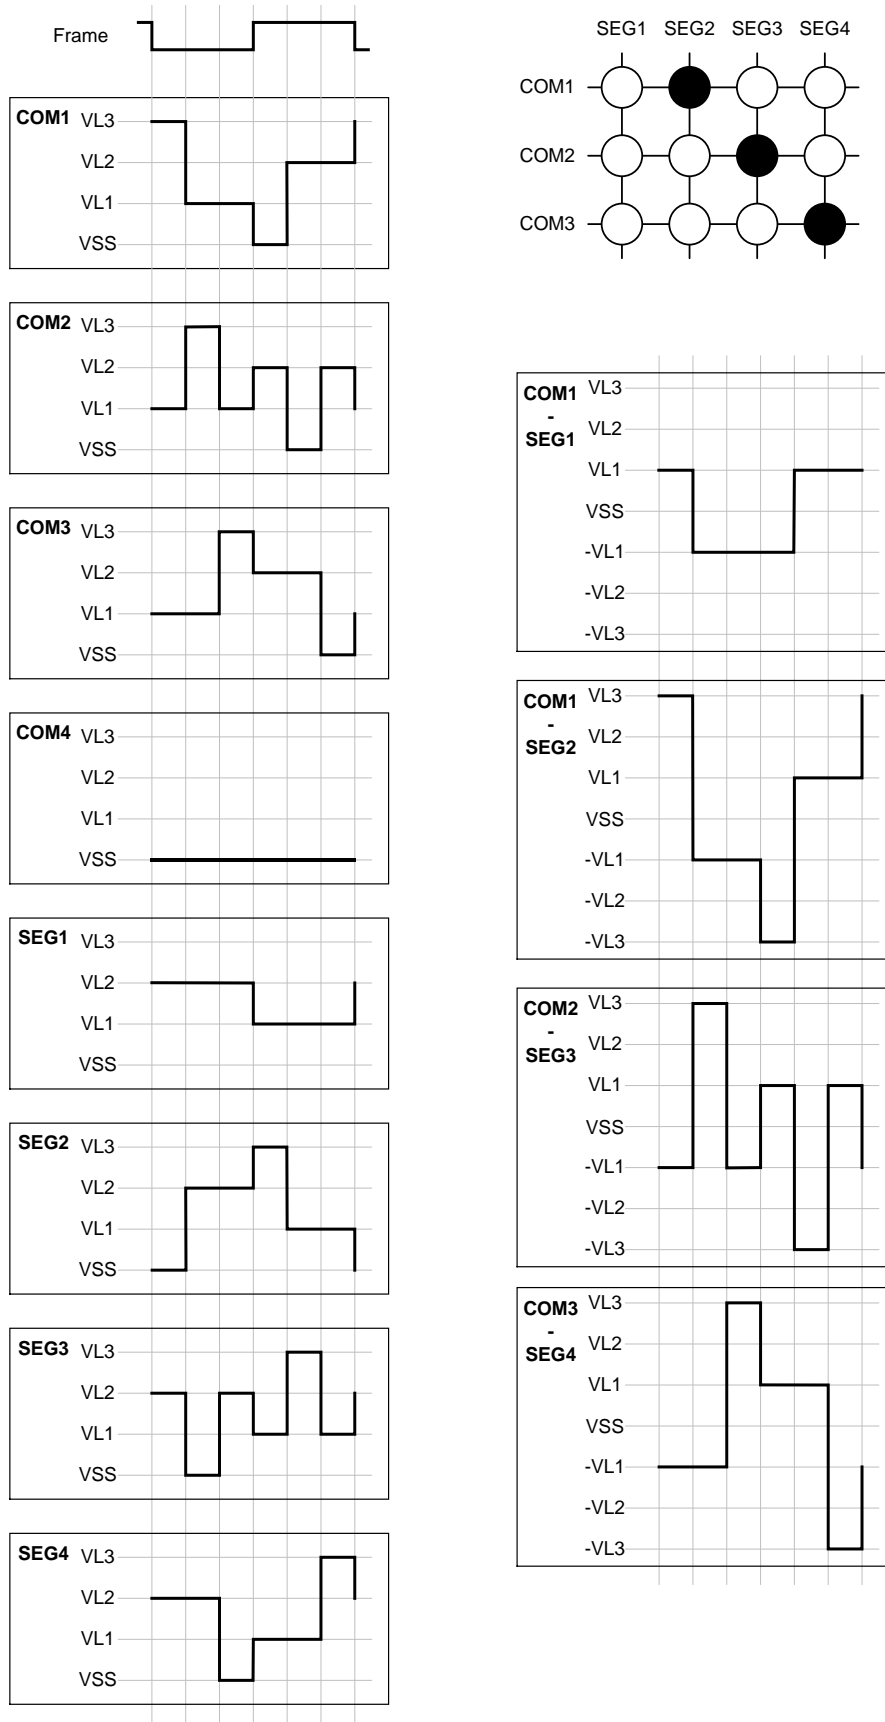 Frame
COM1 VL3
VL2
VL1
VSS
COM2 VL3
VL2
VL1
VSS
COM3 VL3
VL2
VL1
VSS
COM4 VL3
VL2
VL1
VSS
SEG1 VL3
VL2
VL1
VSS
SEG2 VL3
VL2
VL1
VSS
SEG3 VL3
VL2
VL1
VSS
SEG4 VL3
VL2
VL1
VSS
SEG1 SEG2 SEG3 SEG4
COM1
COM2
COM3
COM1
-
SEG1
VL3
VL2
VL1
VSS
-VL1
-VL2
-VL3
COM1
-
SEG2
VL3
VL2
VL1
VSS
-VL1
-VL2
-VL3
COM2
-
SEG3
VL3
VL2
VL1
VSS
-VL1
-VL2
-VL3
COM3
-
SEG4
VL3
VL2
VL1
VSS
-VL1
-VL2
-VL3